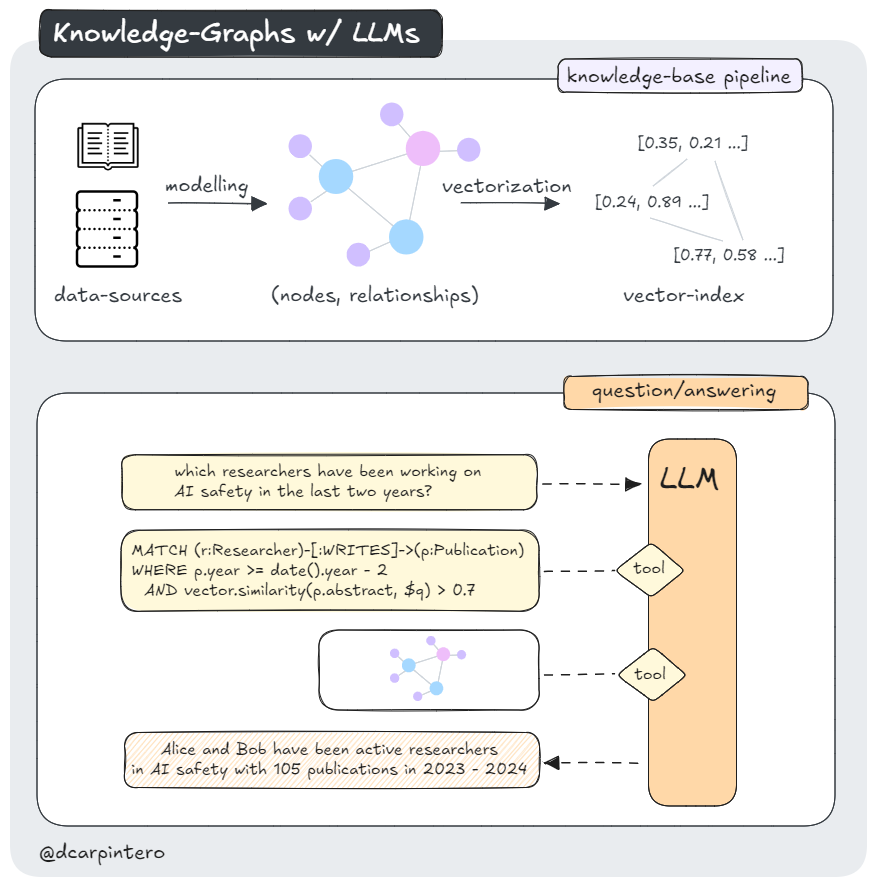 Knowledge-Graphs w/ LLMs
knowledge-base pipeline
modelling
vectorization
[0.35, 0.21 ...]
[0.24, 0.89 ...]
[0.77, 0.58 ...]
data-sources
(nodes, relationships)
vector-index
question/answering
which researchers have been working on
AI safety in the last two years?
LLM
MATCH (r:Researcher)-[:WRITES]->(p:Publication)
WHERE p.year >= date().year - 2
AND vector.similarity(p.abstract, $q) > 0.7
tool
tool
Alice and Bob have been active researchers
in AI safety with 105 publications in 2023 - 2024
@dcarpintero